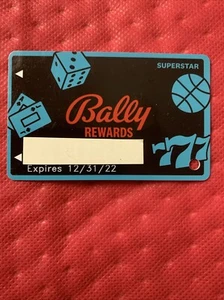 SUPERSTAR
Bally
REWARDS
777
Expires 12/31/22